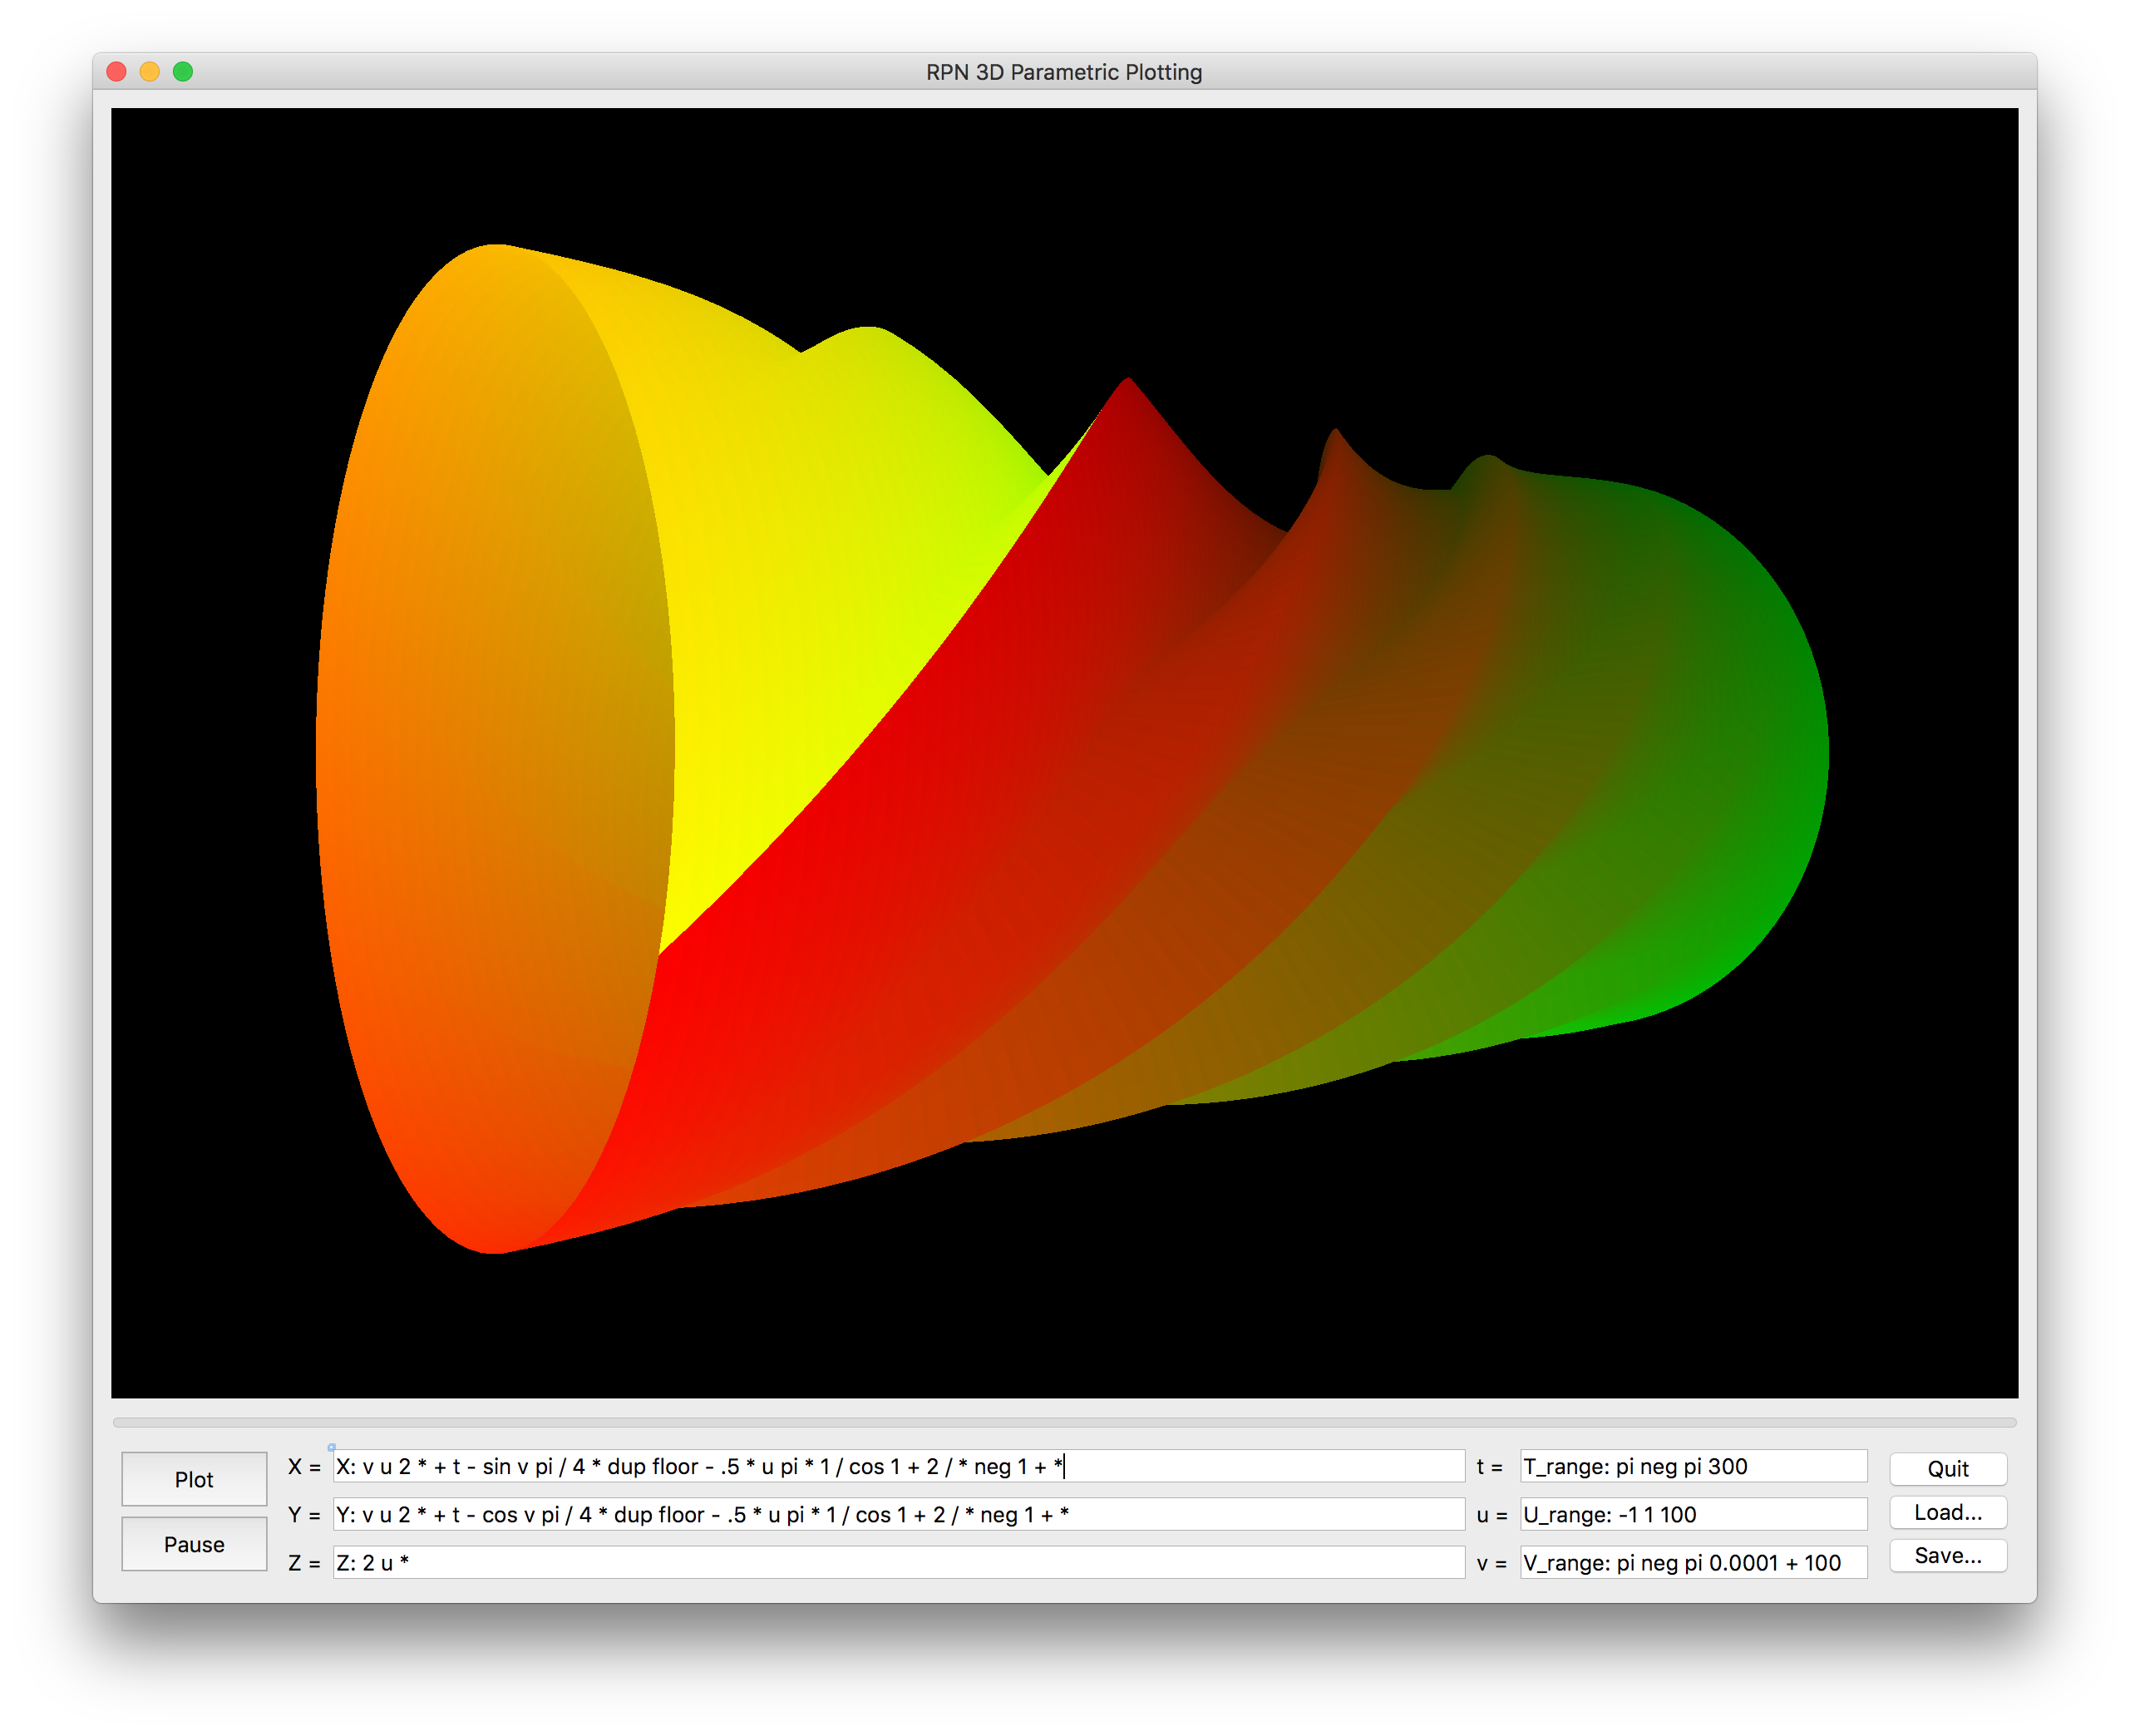 RPN 3D Parametric Plotting
Plot
Pause
X = X: v u 2 * + t - sin v pi / 4 * dup floor - .5 * u pi * 1 / cos 1 + 2 / * neg 1 + *
Y = Y: v u 2 * + t - cos v pi / 4 * dup floor - .5 * u pi * 1 / cos 1 + 2 / * neg 1 + *
Z = Z: 2 u *
t = T_range: pi neg pi 300
u = U_range: -1 1 100
v = V_range: pi neg pi 0.0001 + 100
Quit
Load...
Save...